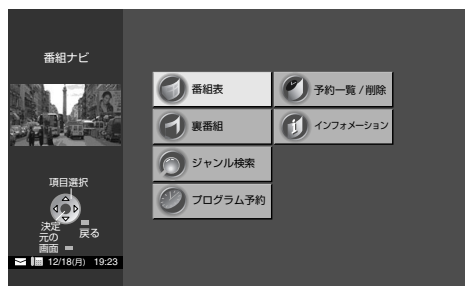 番組ナビ
番組表
予約一覧/削除
裏番組
インフォメーション
ジャンル検索
プログラム予約
項目選択
決定
戻る
元の
画面
12/18(月) 19:23